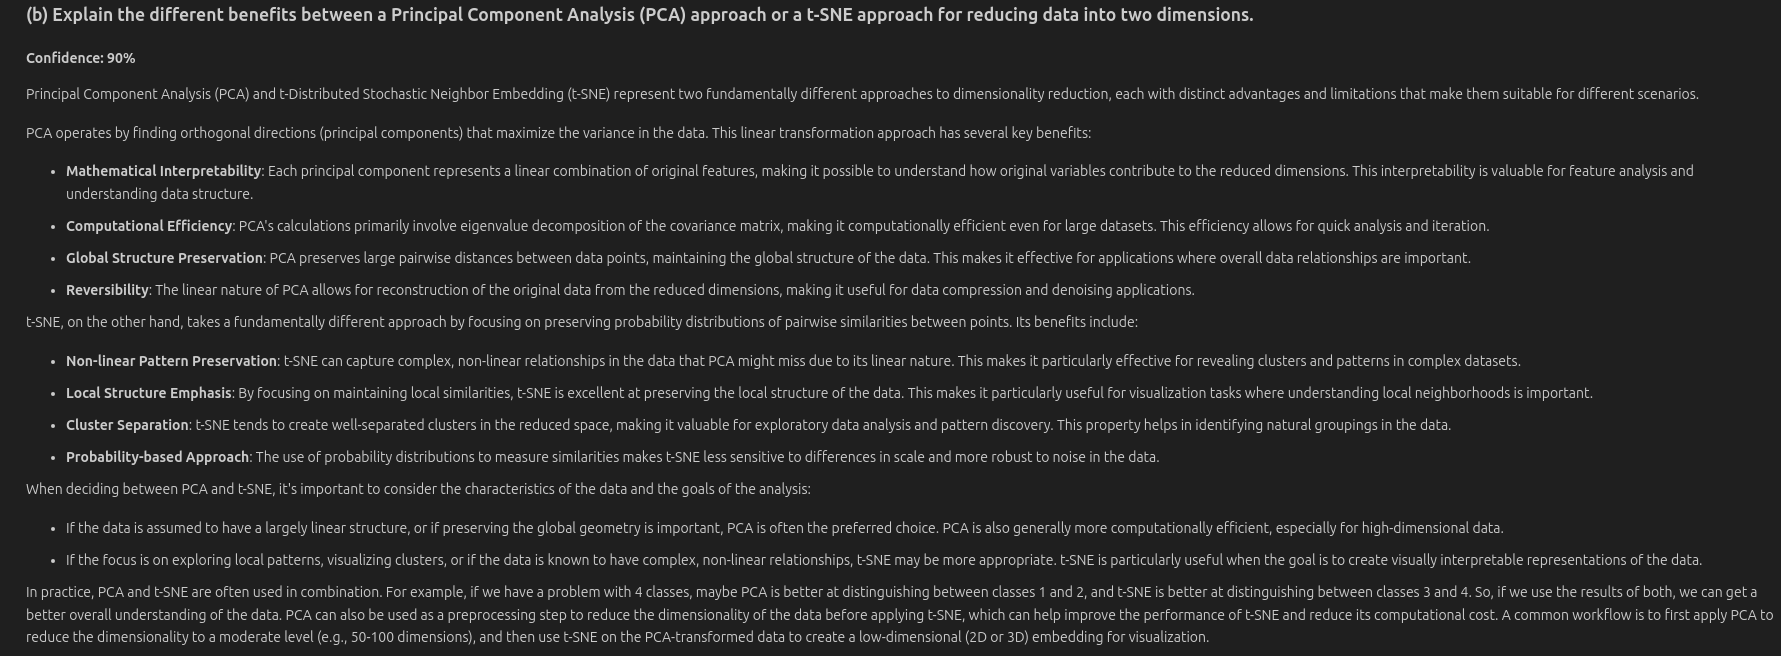 (b) Explain the different benefits between a Principal Component Analysis (PCA) approach or a t-SNE approach for reducing data into two dimensions.
Confidence: 90%
Principal Component Analysis (PCA) and t-Distributed Stochastic Neighbor Embedding (t-SNE) represent two fundamentally different approaches to dimensionality reduction, each with distinct advantages and limitations that make them suitable for different scenarios.
PCA operates by finding orthogonal directions (principal components) that maximize the variance in the data. This linear transformation approach has several key benefits:
• Mathematical Interpretability: Each principal component represents a linear combination of original features, making it possible to understand how original variables contribute to the reduced dimensions. This interpretability is valuable for feature analysis and
understanding data structure.
• Computational Efficiency: PCA's calculations primarily involve eigenvalue decomposition of the covariance matrix, making it computationally efficient even for large datasets. This efficiency allows for quick analysis and iteration.
• Global Structure Preservation: PCA preserves large pairwise distances between data points, maintaining the global structure of the data. This makes it effective for applications where overall data relationships are important.
• Reversibility: The linear nature of PCA allows for reconstruction of the original data from the reduced dimensions, making it useful for data compression and denoising applications.
t-SNE, on the other hand, takes a fundamentally different approach by focusing on preserving probability distributions of pairwise similarities between points. Its benefits include:
• Non-linear Pattern Preservation: t-SNE can capture complex, non-linear relationships in the data that PCA might miss due to its linear nature. This makes it particularly effective for revealing clusters and patterns in complex datasets.
• Local Structure Emphasis: By focusing on maintaining local similarities, t-SNE is excellent at preserving the local structure of the data. This makes it particularly useful for visualization tasks where understanding local neighborhoods is important.
• Cluster Separation: t-SNE tends to create well-separated clusters in the reduced space, making it valuable for exploratory data analysis and pattern discovery. This property helps in identifying natural groupings in the data.
• Probability-based Approach: The use of probability distributions to measure similarities makes t-SNE less sensitive to differences in scale and more robust to noise in the data.
When deciding between PCA and t-SNE, it's important to consider the characteristics of the data and the goals of the analysis:
• If the data is assumed to have a largely linear structure, or if preserving the global geometry is important, PCA is often the preferred choice. PCA is also generally more computationally efficient, especially for high-dimensional data.
• If the focus is on exploring local patterns, visualizing clusters, or if the data is known to have complex, non-linear relationships, t-SNE may be more appropriate. t-SNE is particularly useful when the goal is to create visually interpretable representations of the data.
In practice, PCA and t-SNE are often used in combination. For example, if we have a problem with 4 classes, maybe PCA is better at distinguishing between classes 1 and 2, and t-SNE is better at distinguishing between classes 3 and 4. So, if we use the results of both, we can get a
better overall understanding of the data. PCA can also be used as a preprocessing step to reduce the dimensionality of the data before applying t-SNE, which can help improve the performance of t-SNE and reduce its computational cost. A common workflow is to first apply PCA to
reduce the dimensionality to a moderate level (e.g., 50-100 dimensions), and then use t-SNE on the PCA-transformed data to create a low-dimensional (2D or 3D) embedding for visualization.